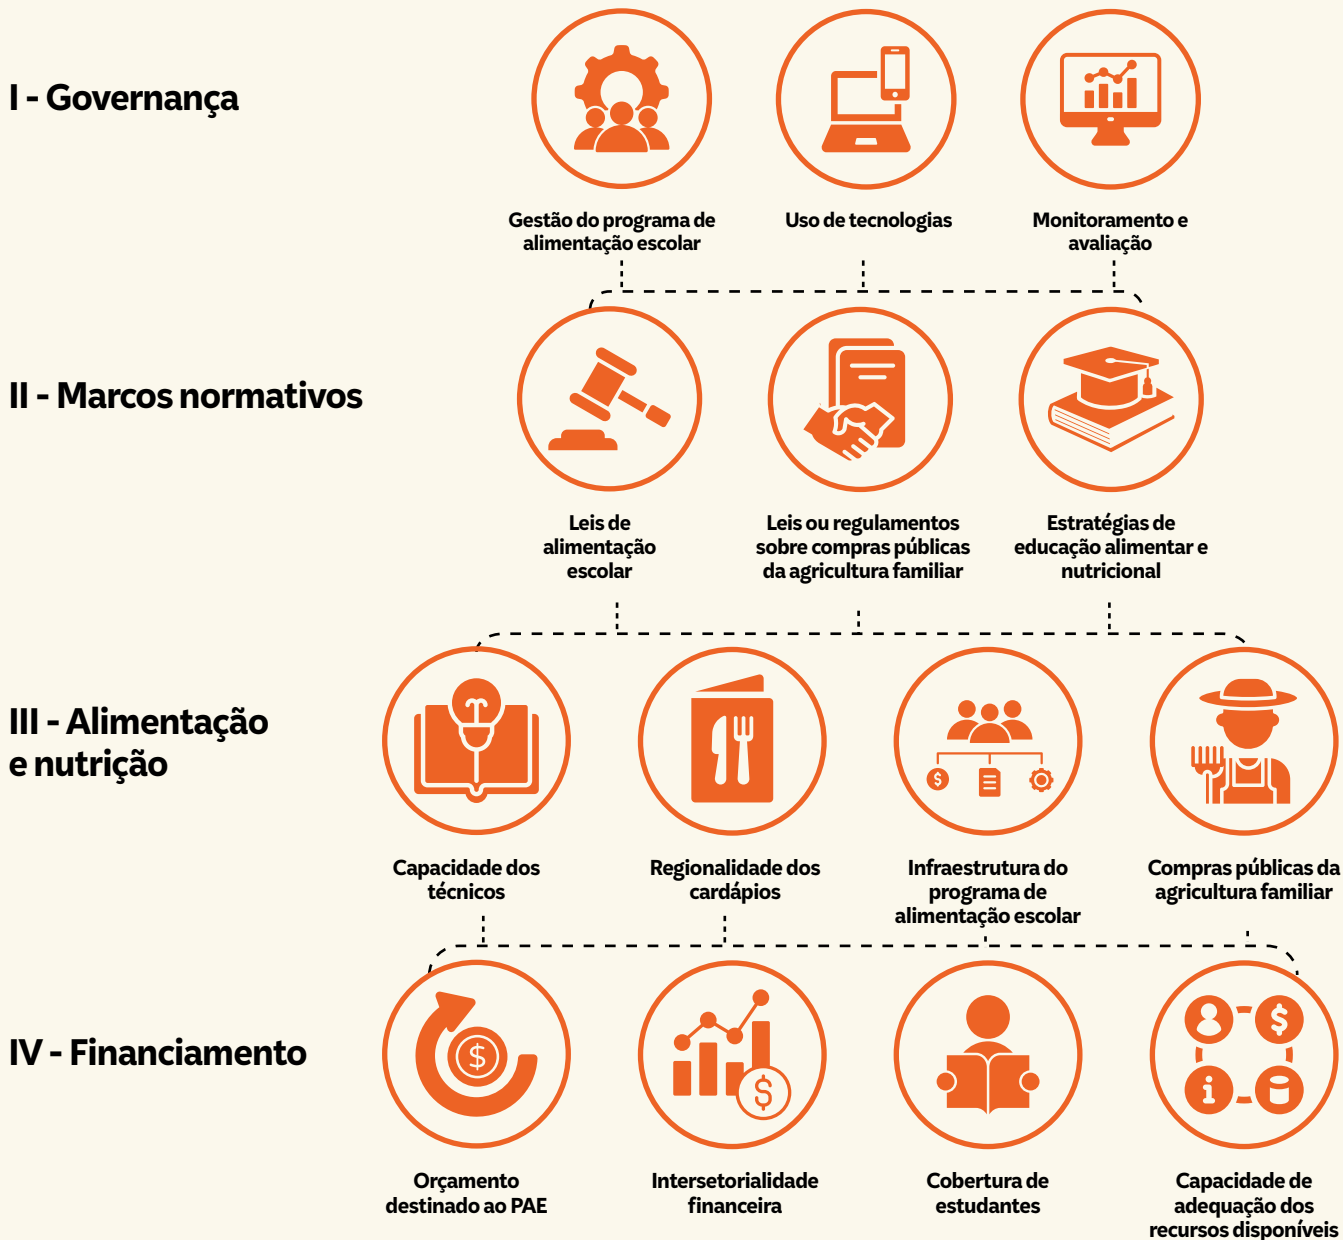 I - Governança
Gestão do programa de
alimentação escolar
Uso de tecnologias
Monitoramento e
avaliação
II - Marcos normativos
Leis de
alimentação
escolar
Leis ou regulamentos
sobre compras públicas
da agricultura familiar
Estratégias de
educação alimentar e
nutricional
III - Alimentação
e nutrição
Capacidade dos
técnicos
Regionalidade dos
cardápios
Infraestrutura do
programa de
alimentação escolar
Compras públicas da
agricultura familiar
IV - Financiamento
Orçamento
destinado ao PAE
Intersetorialidade
financeira
Cobertura de
estudantes
Capacidade de
adequação dos
recursos disponíveis